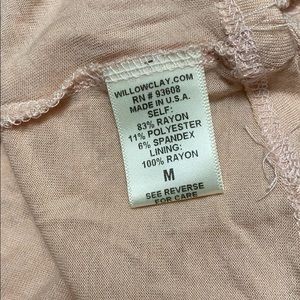 WILLOWCLAY.COM
RN # 93608
MADE IN U.S.A.
SELF:
83% RAYON
11% POLYESTER
6% SPANDEX
LINING:
100% RAYON
M
SEE REVERSE
FOR CARE